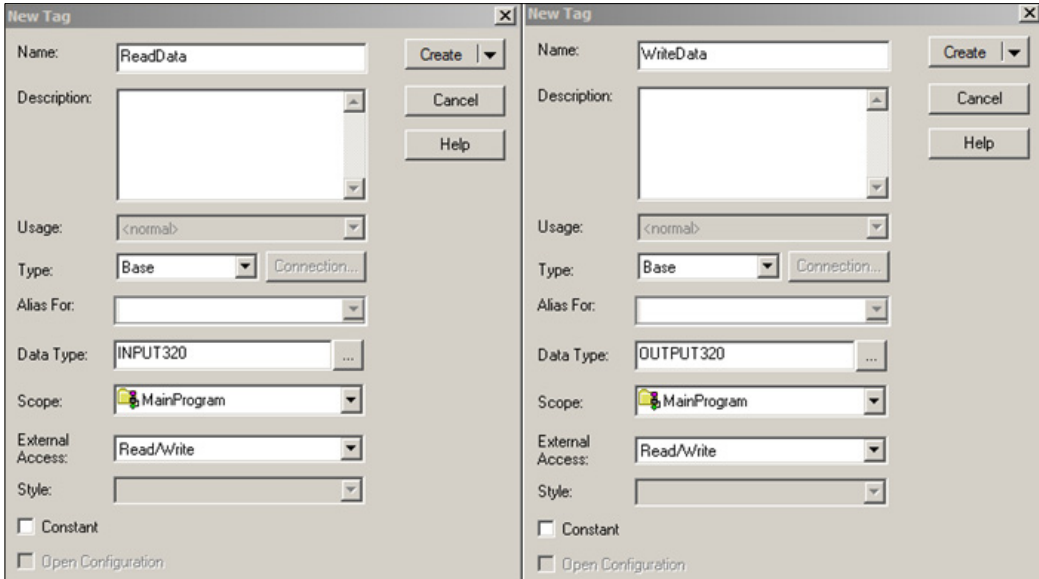 New Tag
Name:
ReadData
Create
Description:
Cancel
Help
Usage:
<normal>
Type:
Base
Connection...
Alias For:
Data Type:
INPUT320
...
Scope:
MainProgram
External
Access:
Read/Write
Style:
Constant
Open Configuration
New Tag
Name:
WriteData
Create
Description:
Cancel
Help
Usage:
<normal>
Type:
Base
Connection...
Alias For:
Data Type:
OUTPUT320
...
Scope:
MainProgram
External
Access:
Read/Write
Style:
Constant
Open Configuration